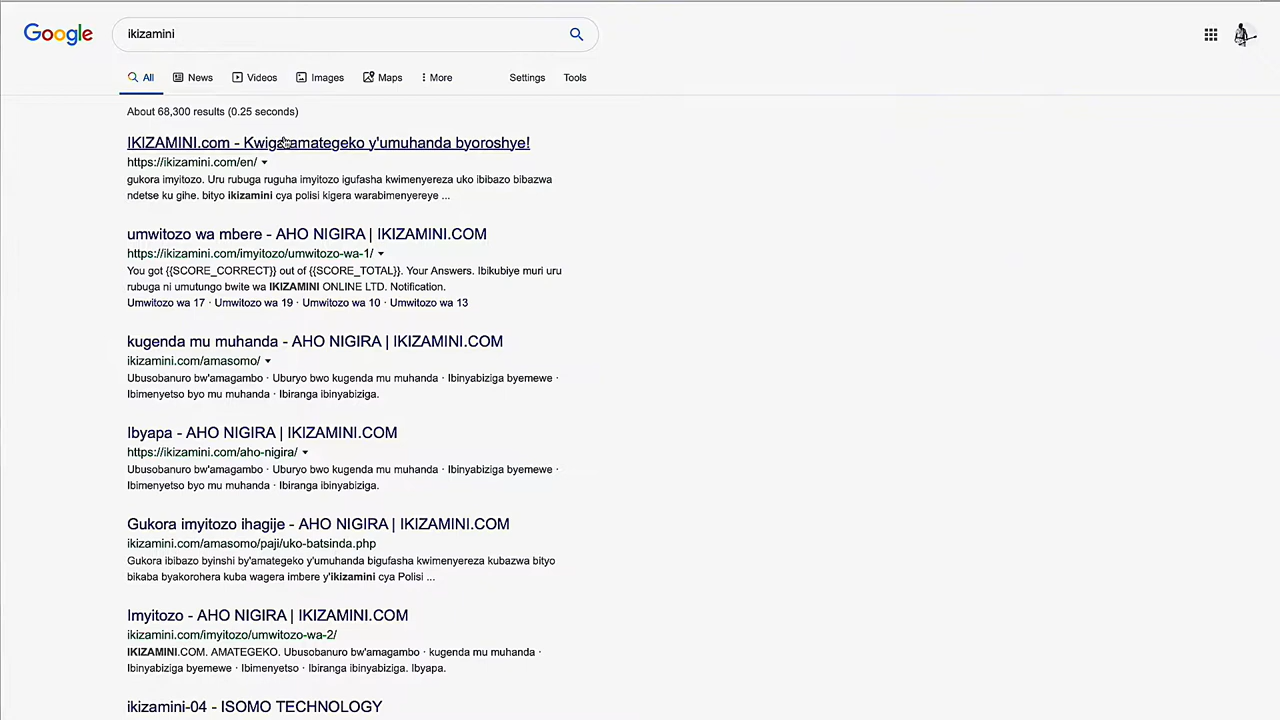 Google ikizamini
All News Videos Images Maps More Settings Tools
About 68,300 results (0.25 seconds)
IKIZAMINI.com - Kwiga amategeko y'umuhanda byoroshye!
https://ikizamini.com/en/
gukora imyitozo. Uru rubuga ruguha imyitozo igufasha kwimenyereza uko ibibazo bibazwa
ndetse ku gihe. bityo ikizamini cya polisi kigera warabimenyereye ...
umwitozo wa mbere - AHO NIGIRA | IKIZAMINI.COM
https://ikizamini.com/imyitozo/umwitozo-wa-1/
You got {{SCORE_CORRECT}} out of {{SCORE_TOTAL}}. Your Answers. Ibikubiye muri uru
rubuga ni umutungo bwite wa IKIZAMINI ONLINE LTD. Notification.
Umwitozo wa 17 · Umwitozo wa 19 · Umwitozo wa 10 · Umwitozo wa 13
kugenda mu muhanda - AHO NIGIRA | IKIZAMINI.COM
ikizamini.com/amasomo/
Ubusobanuro bw'amagambo · Uburyo bwo kugenda mu muhanda · Ibinyabiziga byemewe ·
Ibimenyetso byo mu muhanda · Ibiranga ibinyabiziga.
Ibyapa - AHO NIGIRA | IKIZAMINI.COM
https://ikizamini.com/aho-nigira/
Ubusobanuro bw'amagambo · Uburyo bwo kugenda mu muhanda · Ibinyabiziga byemewe ·
Ibimenyetso byo mu muhanda · Ibiranga ibinyabiziga.
Gukora imyitozo ihagije - AHO NIGIRA | IKIZAMINI.COM
ikizamini.com/amasomo/paji/uko-batsinda.php
Gukora ibibazo byinshi by'amategeko y'umuhanda bigufasha kwimenyereza kubazwa bityo
bikaba byakorohera kuba wagera imbere y'ikizamini cya Polisi ...
Imyitozo - AHO NIGIRA | IKIZAMINI.COM
ikizamini.com/imyitozo/umwitozo-wa-2/
IKIZAMINI.COM. AMATEGEKO. Ubusobanuro bw'amagambo · kugenda mu muhanda ·
Ibinyabiziga byemewe · Ibimenyetso · Ibiranga ibinyabiziga. Ibyapa.
ikizamini-04 - ISOMO TECHNOLOGY